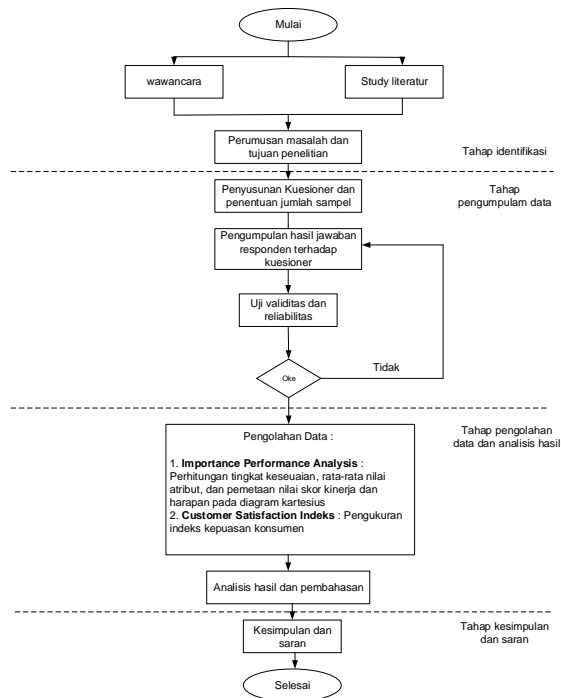 Mulai
wawancara
Study literatur
Perumusan masalah dan
tujuan penelitian
Tahap identifikasi
Penyusunan Kuesioner dan
penentuan jumlah sampel
Tahap
pengumpulam data
Pengumpulan hasil jawaban
responden terhadap
kuesioner
Uji validitas dan
reliabilitas
Oke
Tidak
Tahap pengolahan
data dan analisis hasil
Pengolahan Data :
1. Importance Performance Analysis :
Perhitungan tingkat keseuaian, rata-rata nilai
atribut, dan pemetaan nilai skor kinerja dan
harapan pada diagram kartesius
2. Customer Satisfaction Indeks : Pengukuran
indeks kepuasan konsumen
Analisis hasil dan pembahasan
Kesimpulan dan
saran
Tahap kesimpulan
dan saran
Selesai